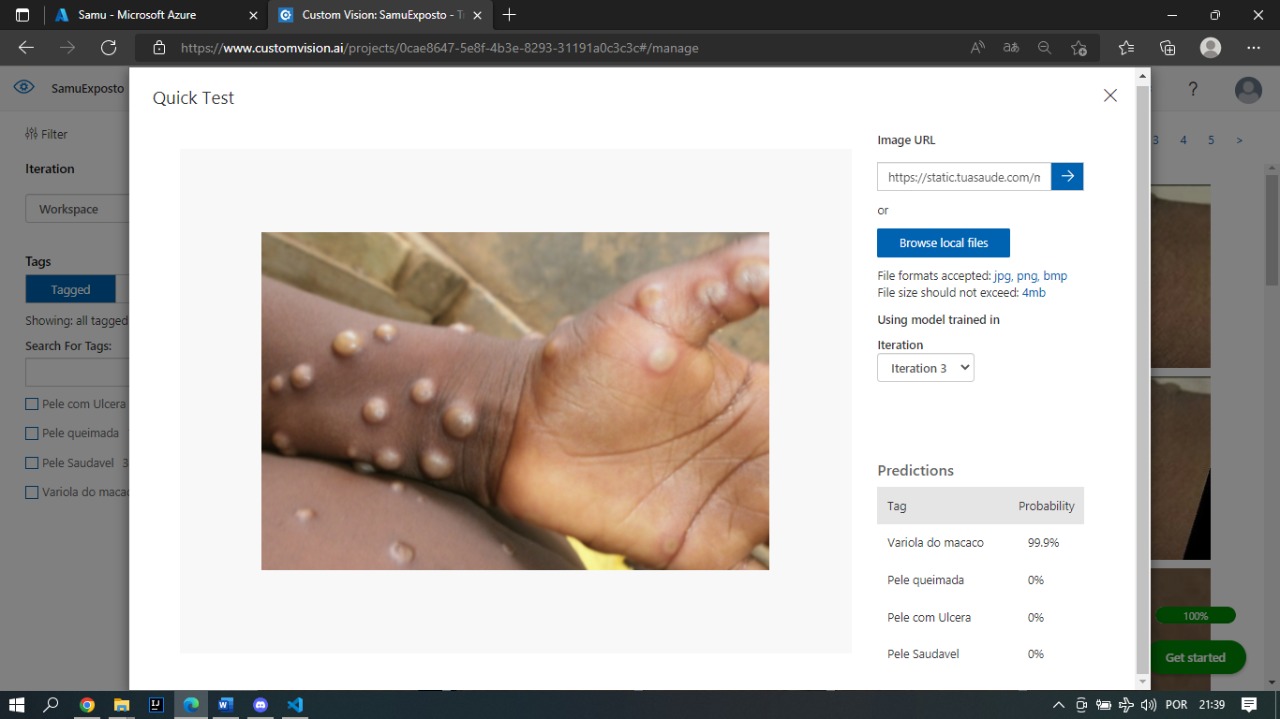 Samu - Microsoft Azure
Custom Vision: SamuExposto - T
https://www.customvision.ai/projects/0cae8647-5e8f-4b3e-8293-31191a0c3c3c#/manage
SamuExposto
?
Quick Test
Filter
Iteration
Workspace
Tags
Tagged
Showing: all tagged
Search For Tags:
Pele com Ulcera
Pele queimada
Pele Saudavel 3
Variola do macac
Image URL
https://static.tuasaude.com/m
or
Browse local files
File formats accepted: jpg, png, bmp
File size should not exceed: 4mb
Using model trained in
Iteration
Iteration 3
Predictions
Tag Probability
Variola do macaco 99.9%
Pele queimada 0%
Pele com Ulcera 0%
Pele Saudavel 0%
3 4 5 >
100%
Get started
POR 21:39